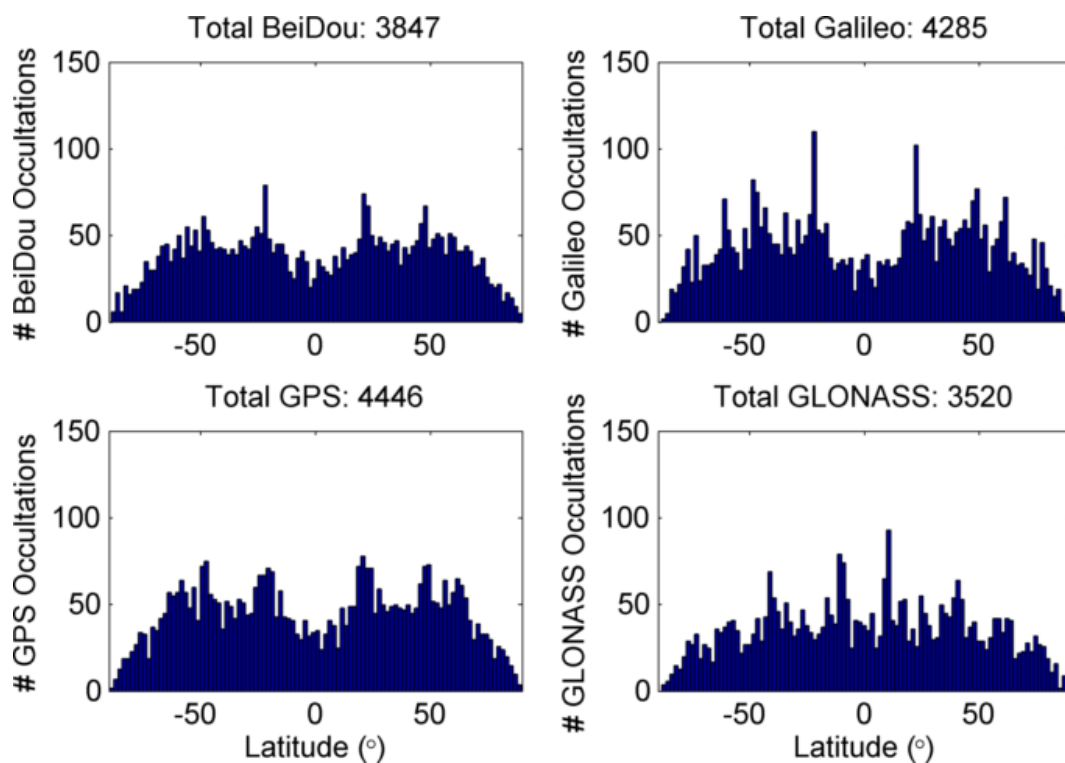 Total BeiDou: 3847
# BeiDou Occultations
150
100
50
0
-50 0 50
Total Galileo: 4285
# Galileo Occultations
150
100
50
0
-50 0 50
Total GPS: 4446
# GPS Occultations
150
100
50
0
-50 0 50
Latitude (°)
Total GLONASS: 3520
# GLONASS Occultations
150
100
50
0
-50 0 50
Latitude (°)